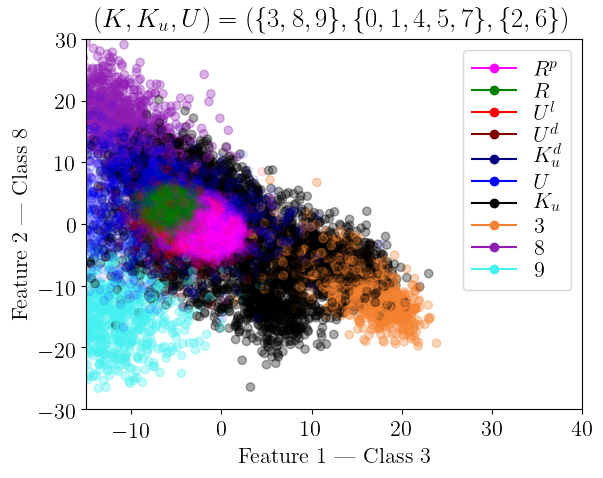 (K, K_u, U) = ({3, 8, 9}, {0, 1, 4, 5, 7}, {2, 6})
30
20
10
0
−10
−20
−30
Feature 2 — Class 8
R^p
R
U^l
U^d
K_u^d
U
K_u
3
8
9
−10
0
10
20
30
40
Feature 1 — Class 3